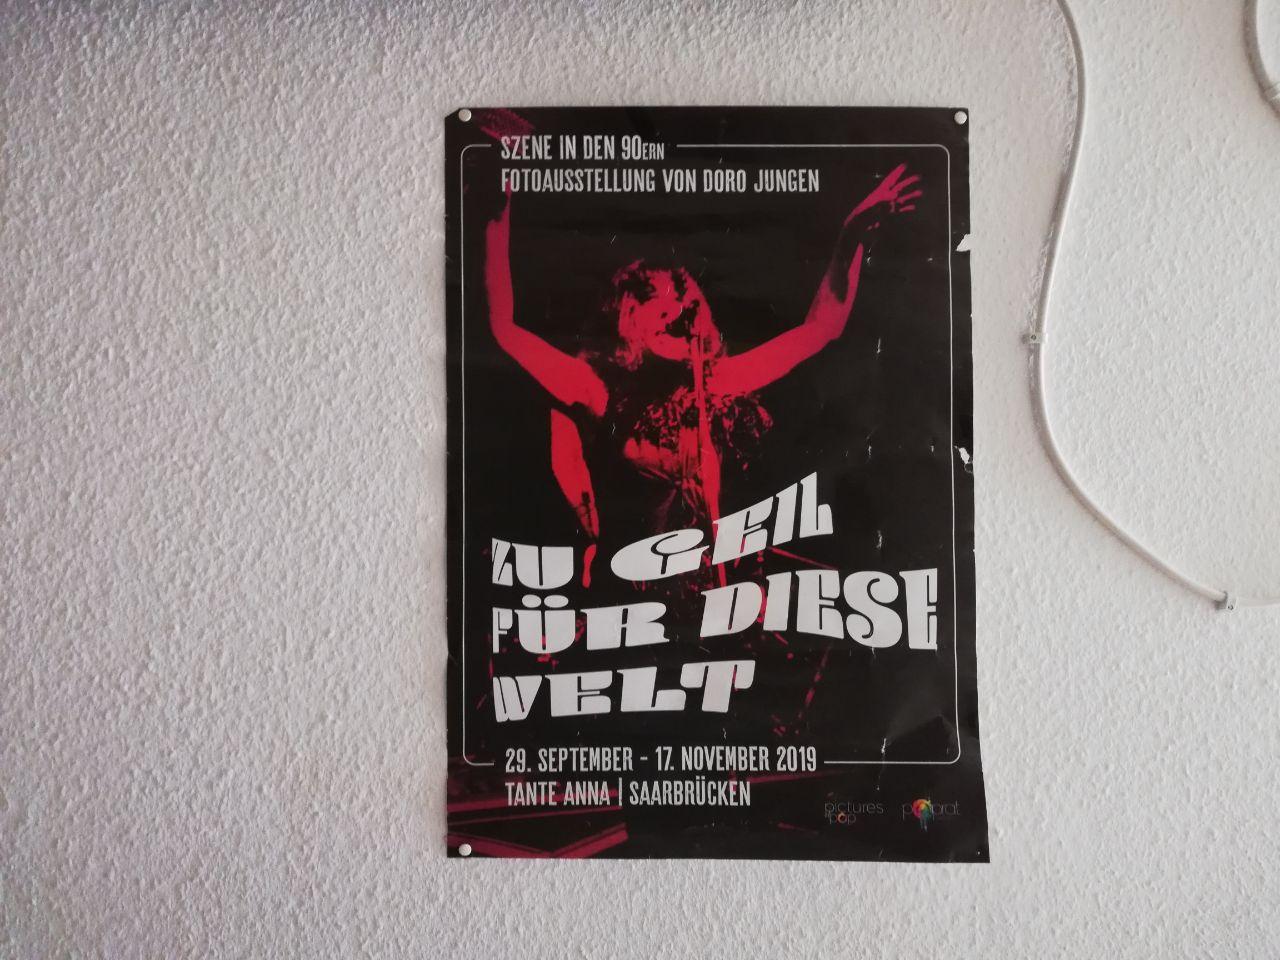 SZENE IN DEN 90ERN
FOTOAUSSTELLUNG VON DORO JUNGEN
ZU GEIL
FÜR DIESE
WELT
29. SEPTEMBER - 17. NOVEMBER 2019
TANTE ANNA | SAARBRÜCKEN
pictures
pop
poprat